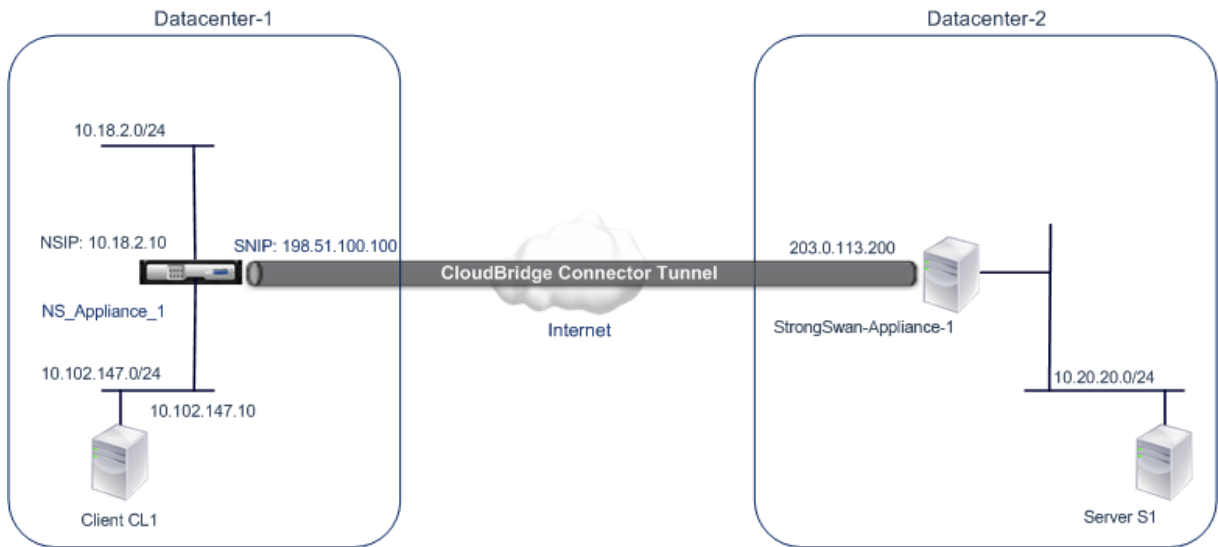 Datacenter-1
Datacenter-2
10.18.2.0/24
NSIP: 10.18.2.10
SNIP: 198.51.100.100
203.0.113.200
CloudBridge Connector Tunnel
NS_Appliance_1
Internet
StrongSwan-Appliance-1
10.102.147.0/24
10.20.20.0/24
10.102.147.10
Client CL1
Server S1